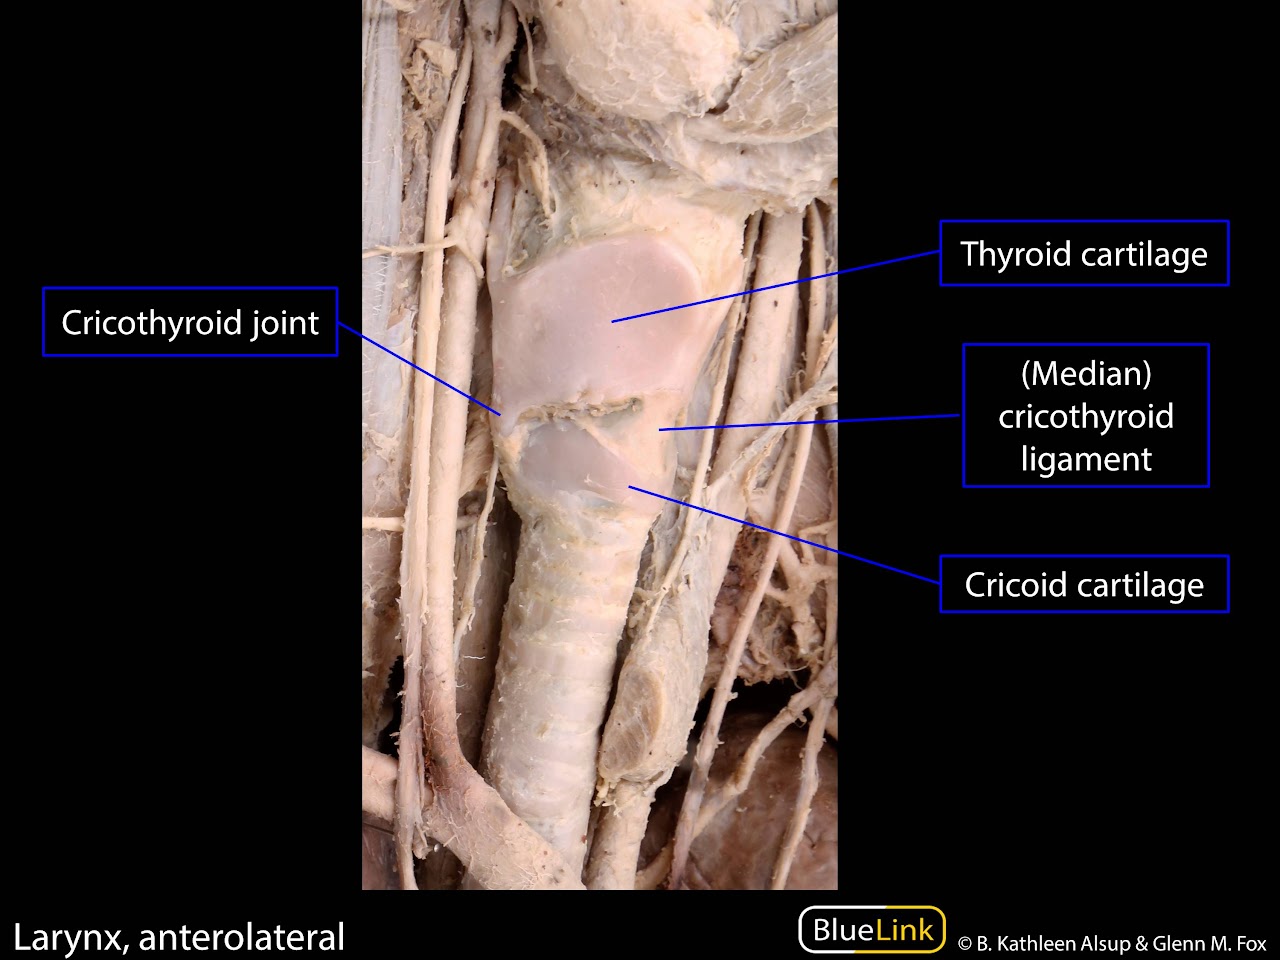 Thyroid cartilage
Cricothyroid joint
(Median)
cricothyroid
ligament
Cricoid cartilage
Larynx, anterolateral
BlueLink
© B. Kathleen Alsup & Glenn M. Fox